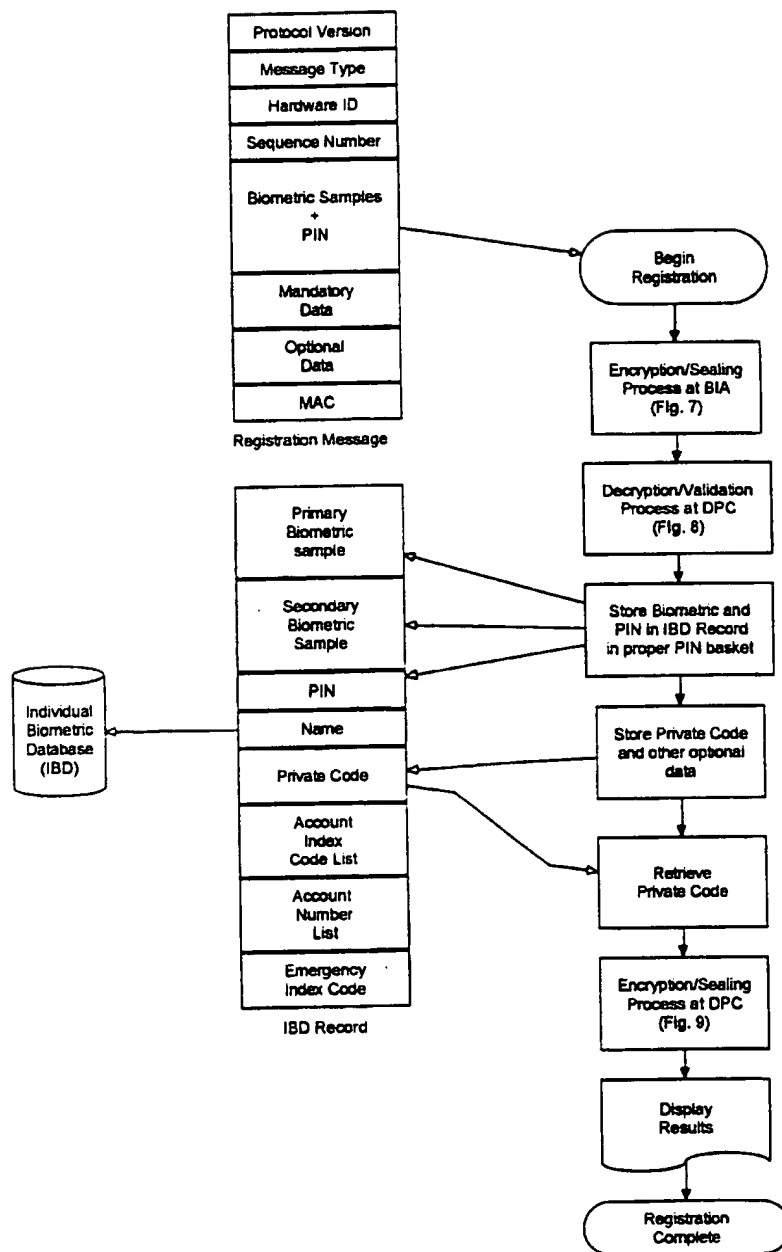 Protocol Version
Message Type
Hardware ID
Sequence Number
Biometric Samples
+
PIN
Mandatory
Data
Optional
Data
MAC
Registration Message
Begin
Registration
Encryption/Sealing
Process at BIA
(Fig. 7)
Decryption/Validation
Process at DPC
(Fig. 8)
Store Biometric and
PIN in IBD Record
in proper PIN basket
Store Private Code
and other optional
data
Retrieve
Private Code
Encryption/Sealing
Process at DPC
(Fig. 9)
Display
Results
Registration
Complete
Primary
Biometric
sample
Secondary
Biometric
Sample
PIN
Name
Private Code
Account
Index
Code List
Account
Number
List
Emergency
Index Code
IBD Record
Individual
Biometric
Database
(IBD)